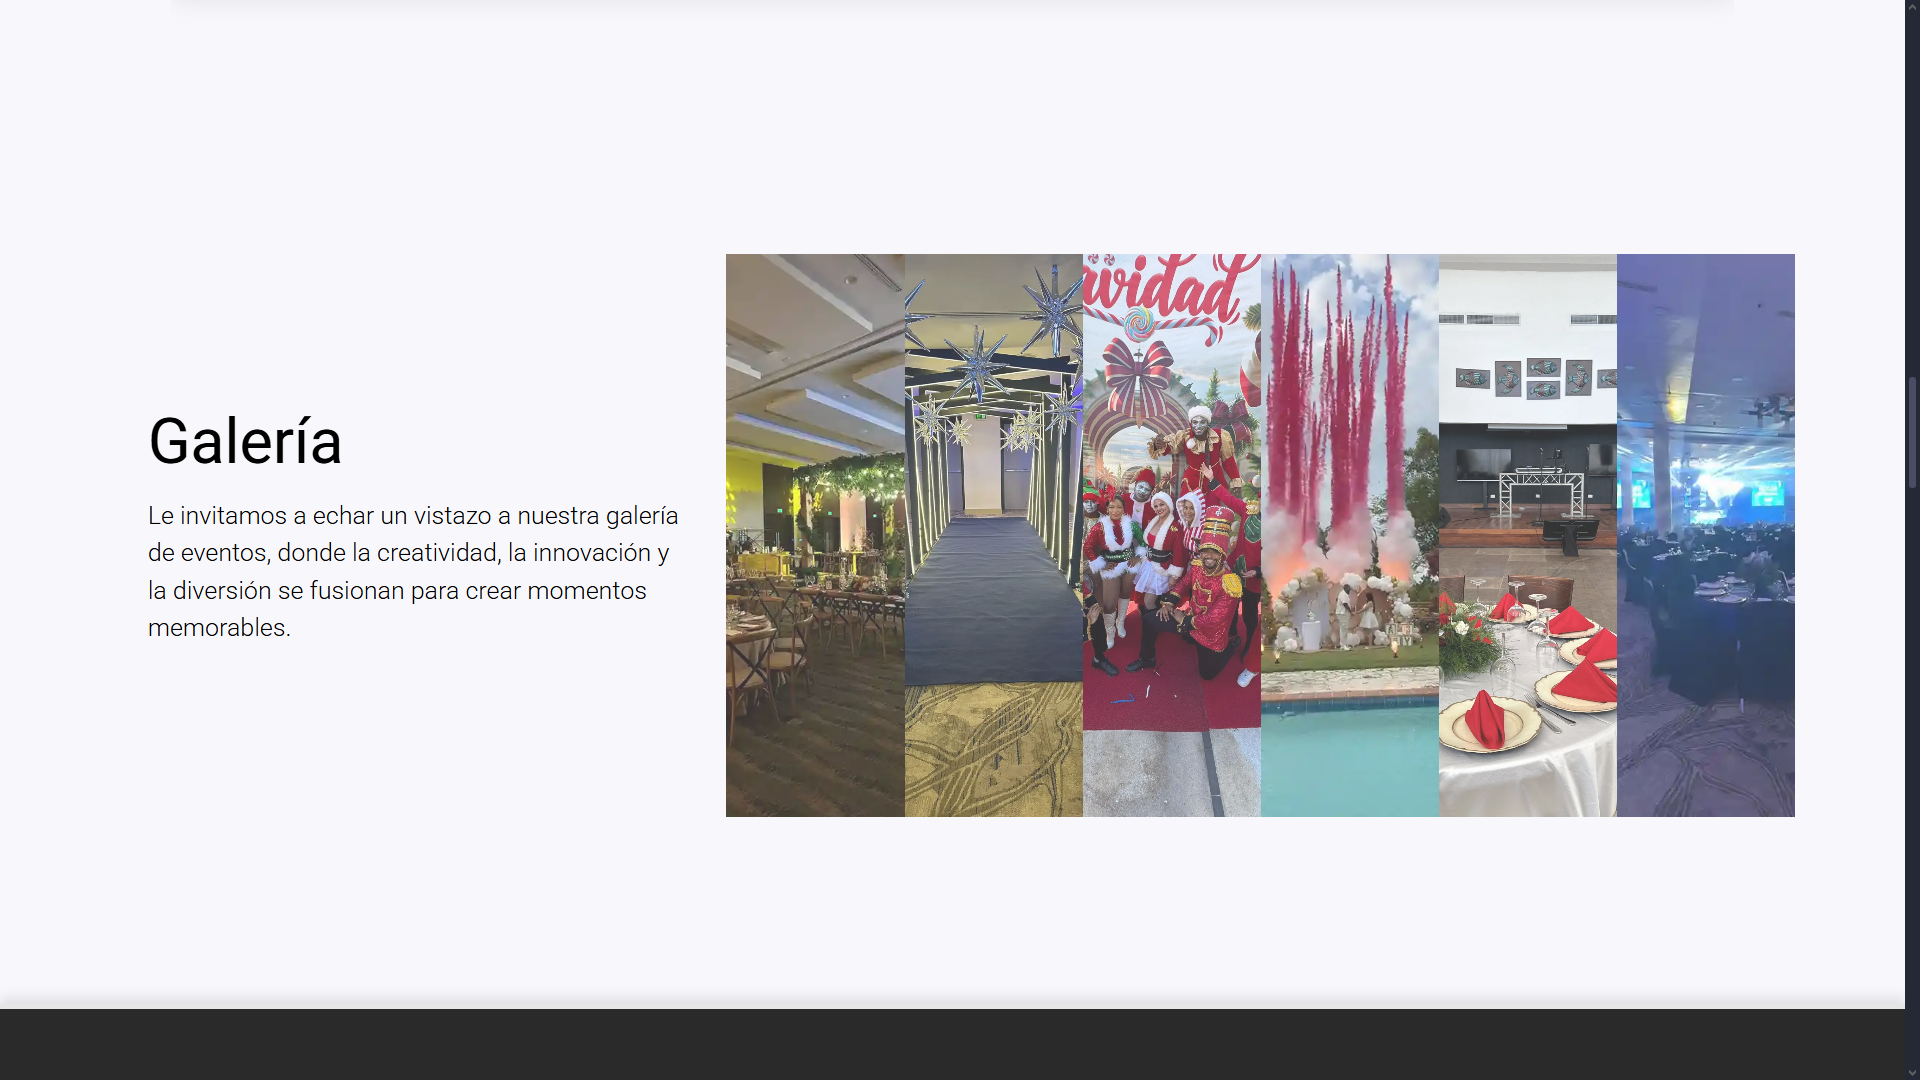 Galería
Le invitamos a echar un vistazo a nuestra galería
de eventos, donde la creatividad, la innovación y
la diversión se fusionan para crear momentos
memorables.
avidad